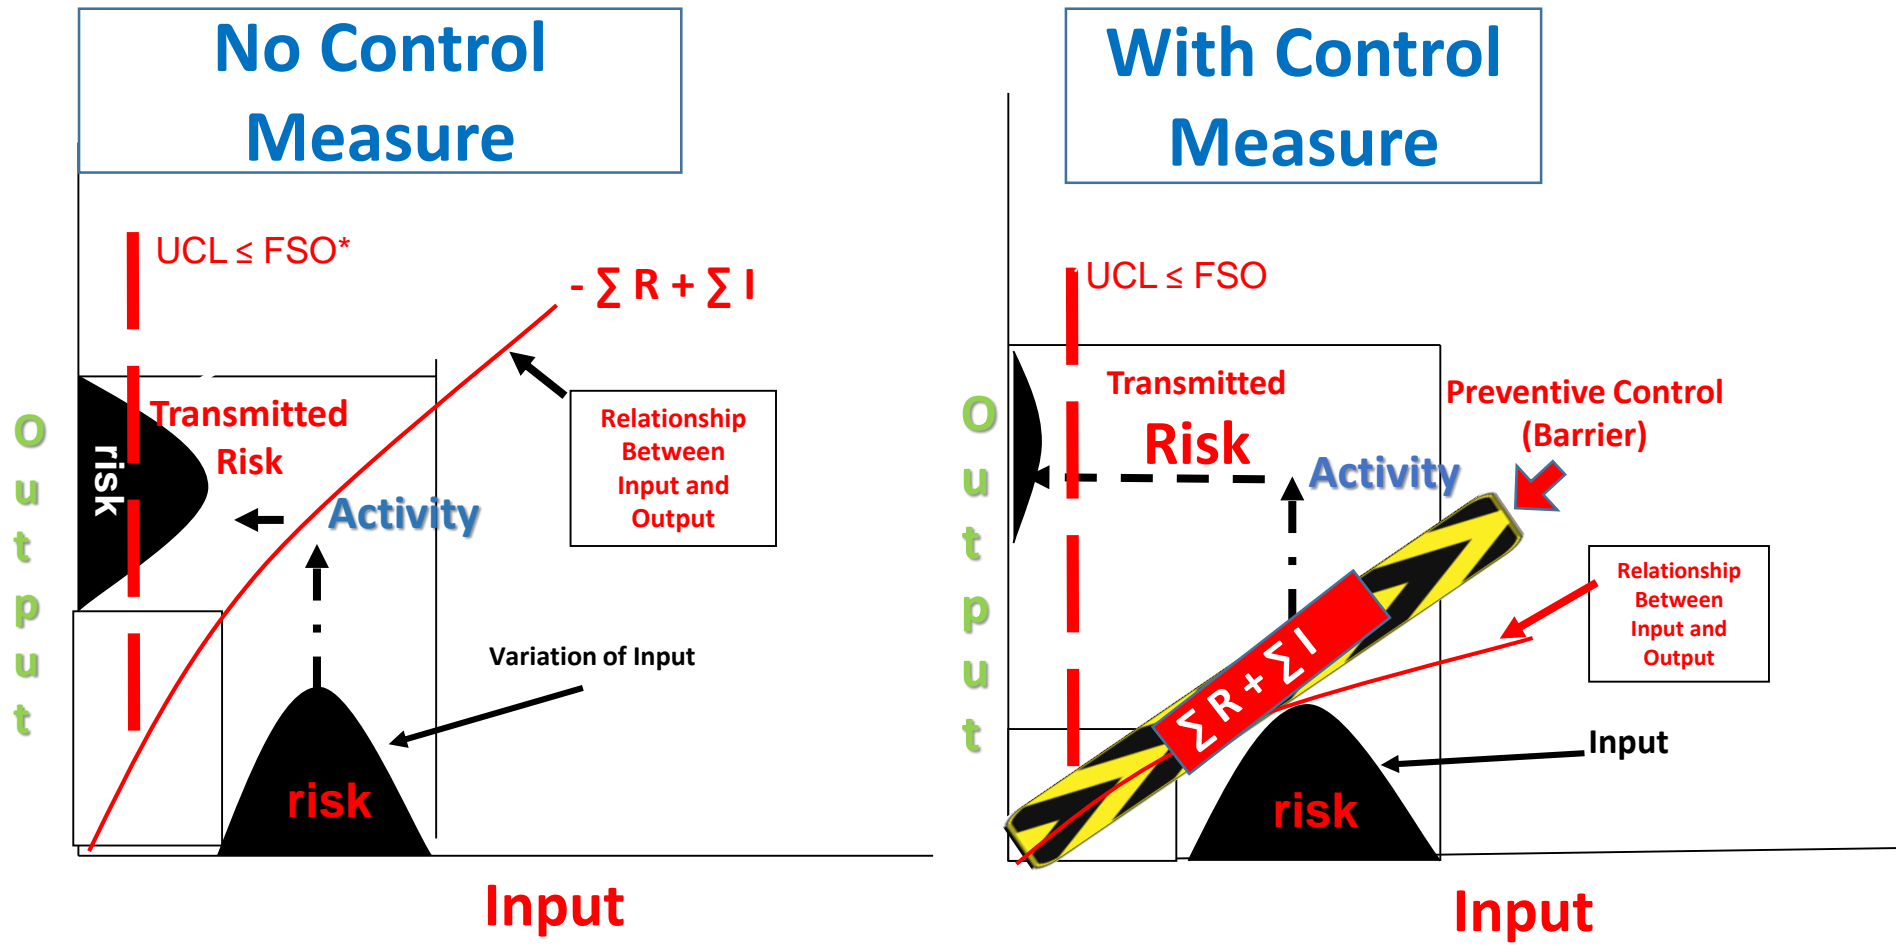 No Control
Measure
UCL ≤ FSO*
- ∑ R + ∑ I
Transmitted
Risk
risk
Activity
Relationship
Between
Input and
Output
Output
Variation of Input
risk
Input
With Control
Measure
UCL ≤ FSO
Transmitted
Risk
Activity
Preventive Control
(Barrier)
Relationship
Between
Input and
Output
∑ R + ∑ I
Output
Input
risk
Input